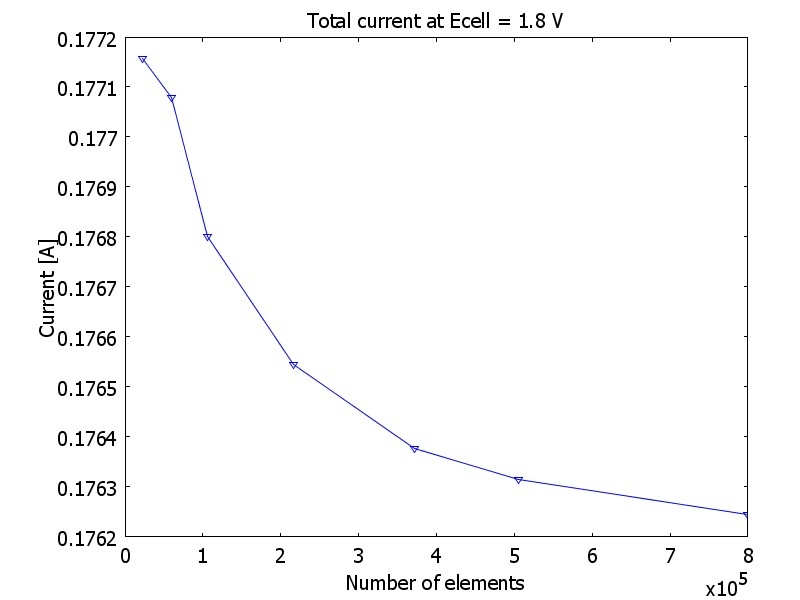 Total current at Ecell = 1.8 V
0.1772
0.1771
0.177
0.1769
0.1768
0.1767
0.1766
0.1765
0.1764
0.1763
0.1762
Current [A]
0 1 2 3 4 5 6 7 8
x10^5
Number of elements